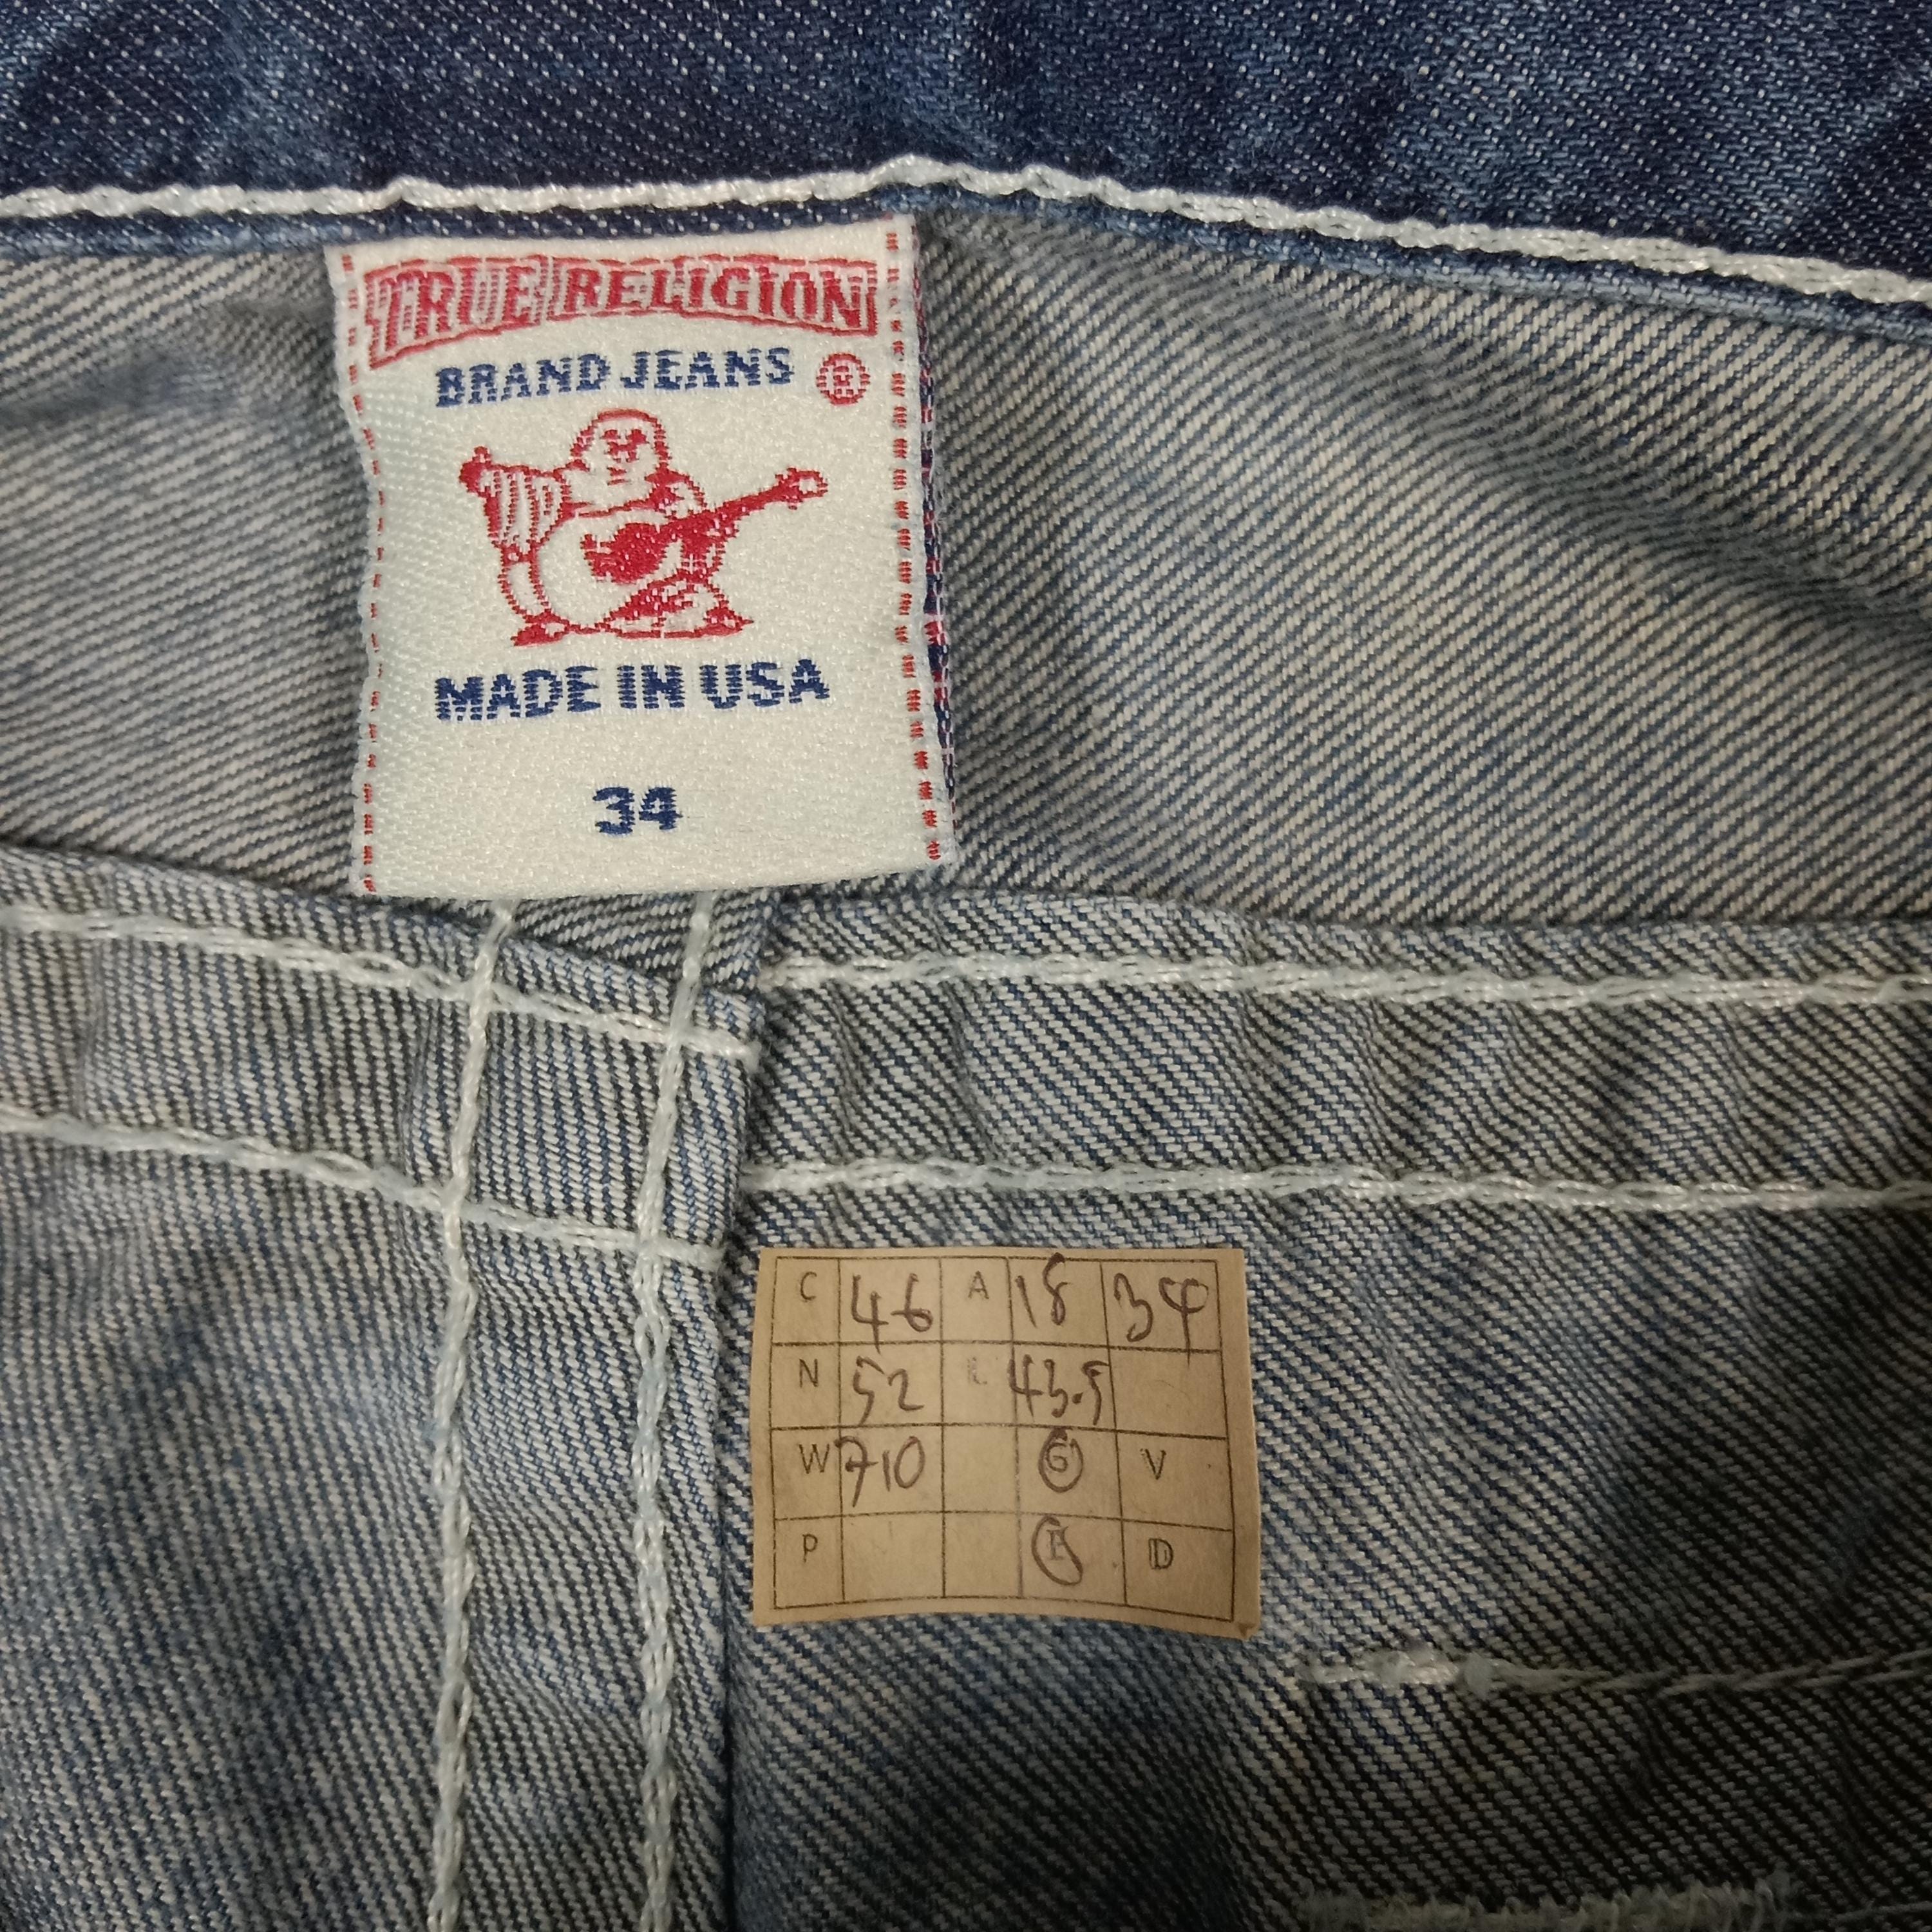 TRUE RELIGION
BRAND JEANS ®
MADE IN USA
34
C 46 A 18 34
N 52 L 43.5
W 710 G V
P F D